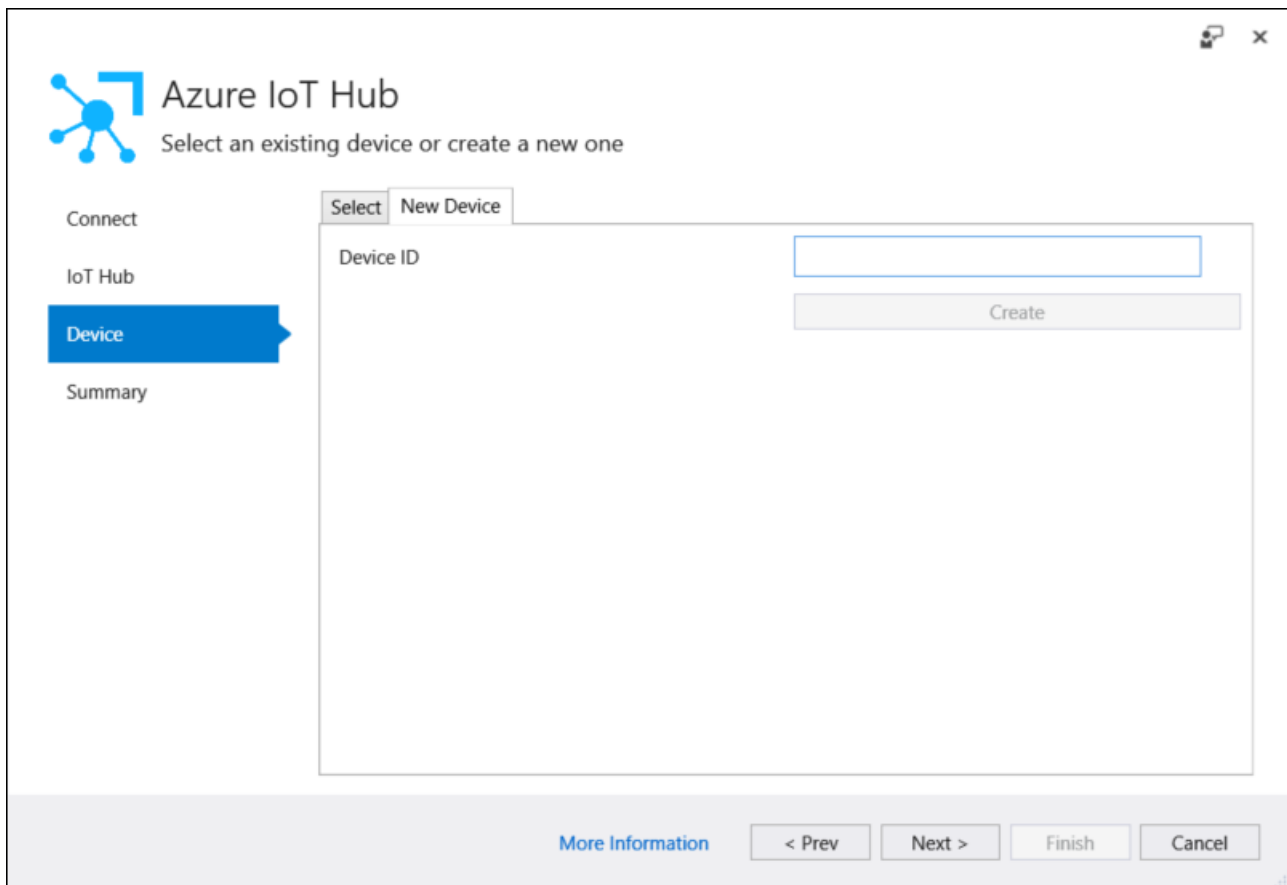 Azure IoT Hub
Select an existing device or create a new one
Connect
IoT Hub
Device
Summary
Select New Device
Device ID
Create
More Information < Prev Next > Finish Cancel